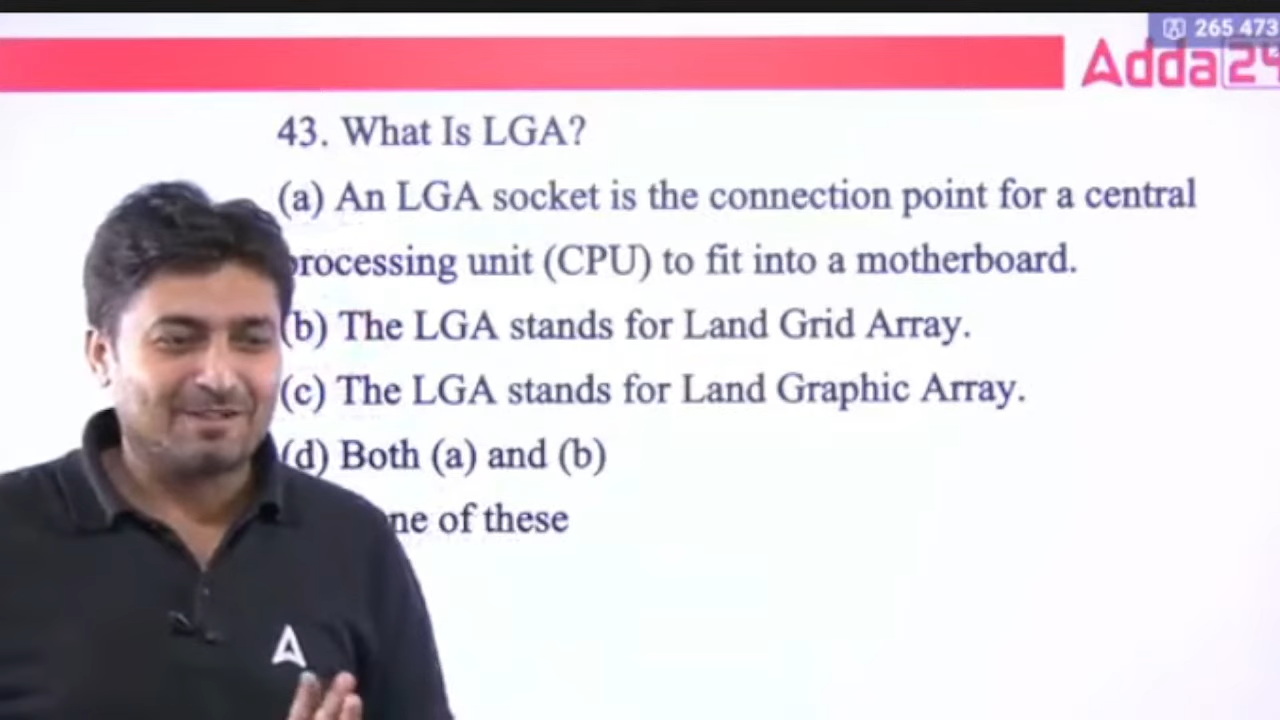 265 473
Adda24
43. What Is LGA?
(a) An LGA socket is the connection point for a central
processing unit (CPU) to fit into a motherboard.
(b) The LGA stands for Land Grid Array.
(c) The LGA stands for Land Graphic Array.
(d) Both (a) and (b)
of these